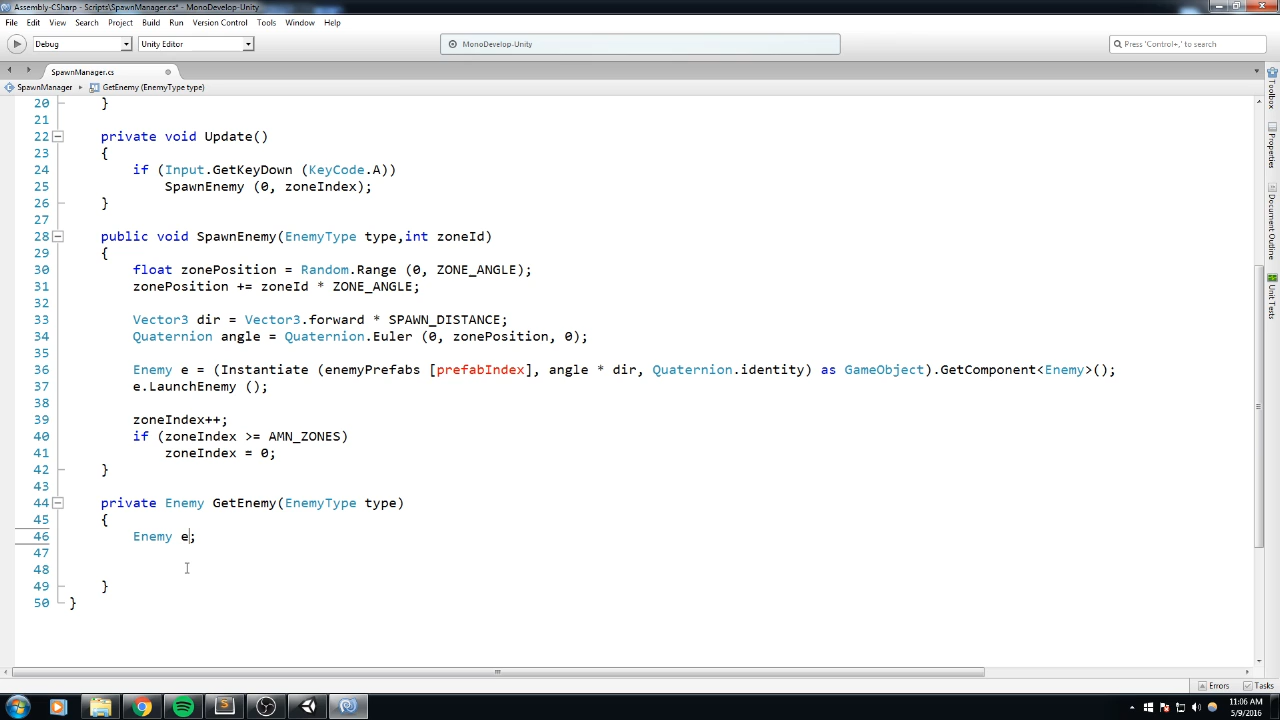 Assembly-CSharp - Scripts\SpawnManager.cs* - MonoDevelop-Unity
File Edit View Search Project Build Run Version Control Tools Window Help
Debug Unity Editor MonoDevelop-Unity Press 'Control+,' to search
SpawnManager.cs
SpawnManager GetEnemy (EnemyType type)
20 }
21
22 private void Update()
23 {
24 if (Input.GetKeyDown (KeyCode.A))
25 SpawnEnemy (0, zoneIndex);
26 }
27
28 public void SpawnEnemy(EnemyType type,int zoneId)
29 {
30 float zonePosition = Random.Range (0, ZONE_ANGLE);
31 zonePosition += zoneId * ZONE_ANGLE;
32
33 Vector3 dir = Vector3.forward * SPAWN_DISTANCE;
34 Quaternion angle = Quaternion.Euler (0, zonePosition, 0);
35
36 Enemy e = (Instantiate (enemyPrefabs [prefabIndex], angle * dir, Quaternion.identity) as GameObject).GetComponent<Enemy>();
37 e.LaunchEnemy ();
38
39 zoneIndex++;
40 if (zoneIndex >= AMN_ZONES)
41 zoneIndex = 0;
42 }
43
44 private Enemy GetEnemy(EnemyType type)
45 {
46 Enemy e;
47
48
49 }
50 }
Toolbox
Properties
Document Outline
Unit Tests
Errors Tasks
11:06 AM
5/9/2016